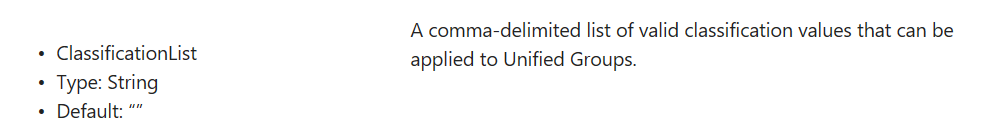 • ClassificationList
• Type: String
• Default: “”
A comma-delimited list of valid classification values that can be
applied to Unified Groups.